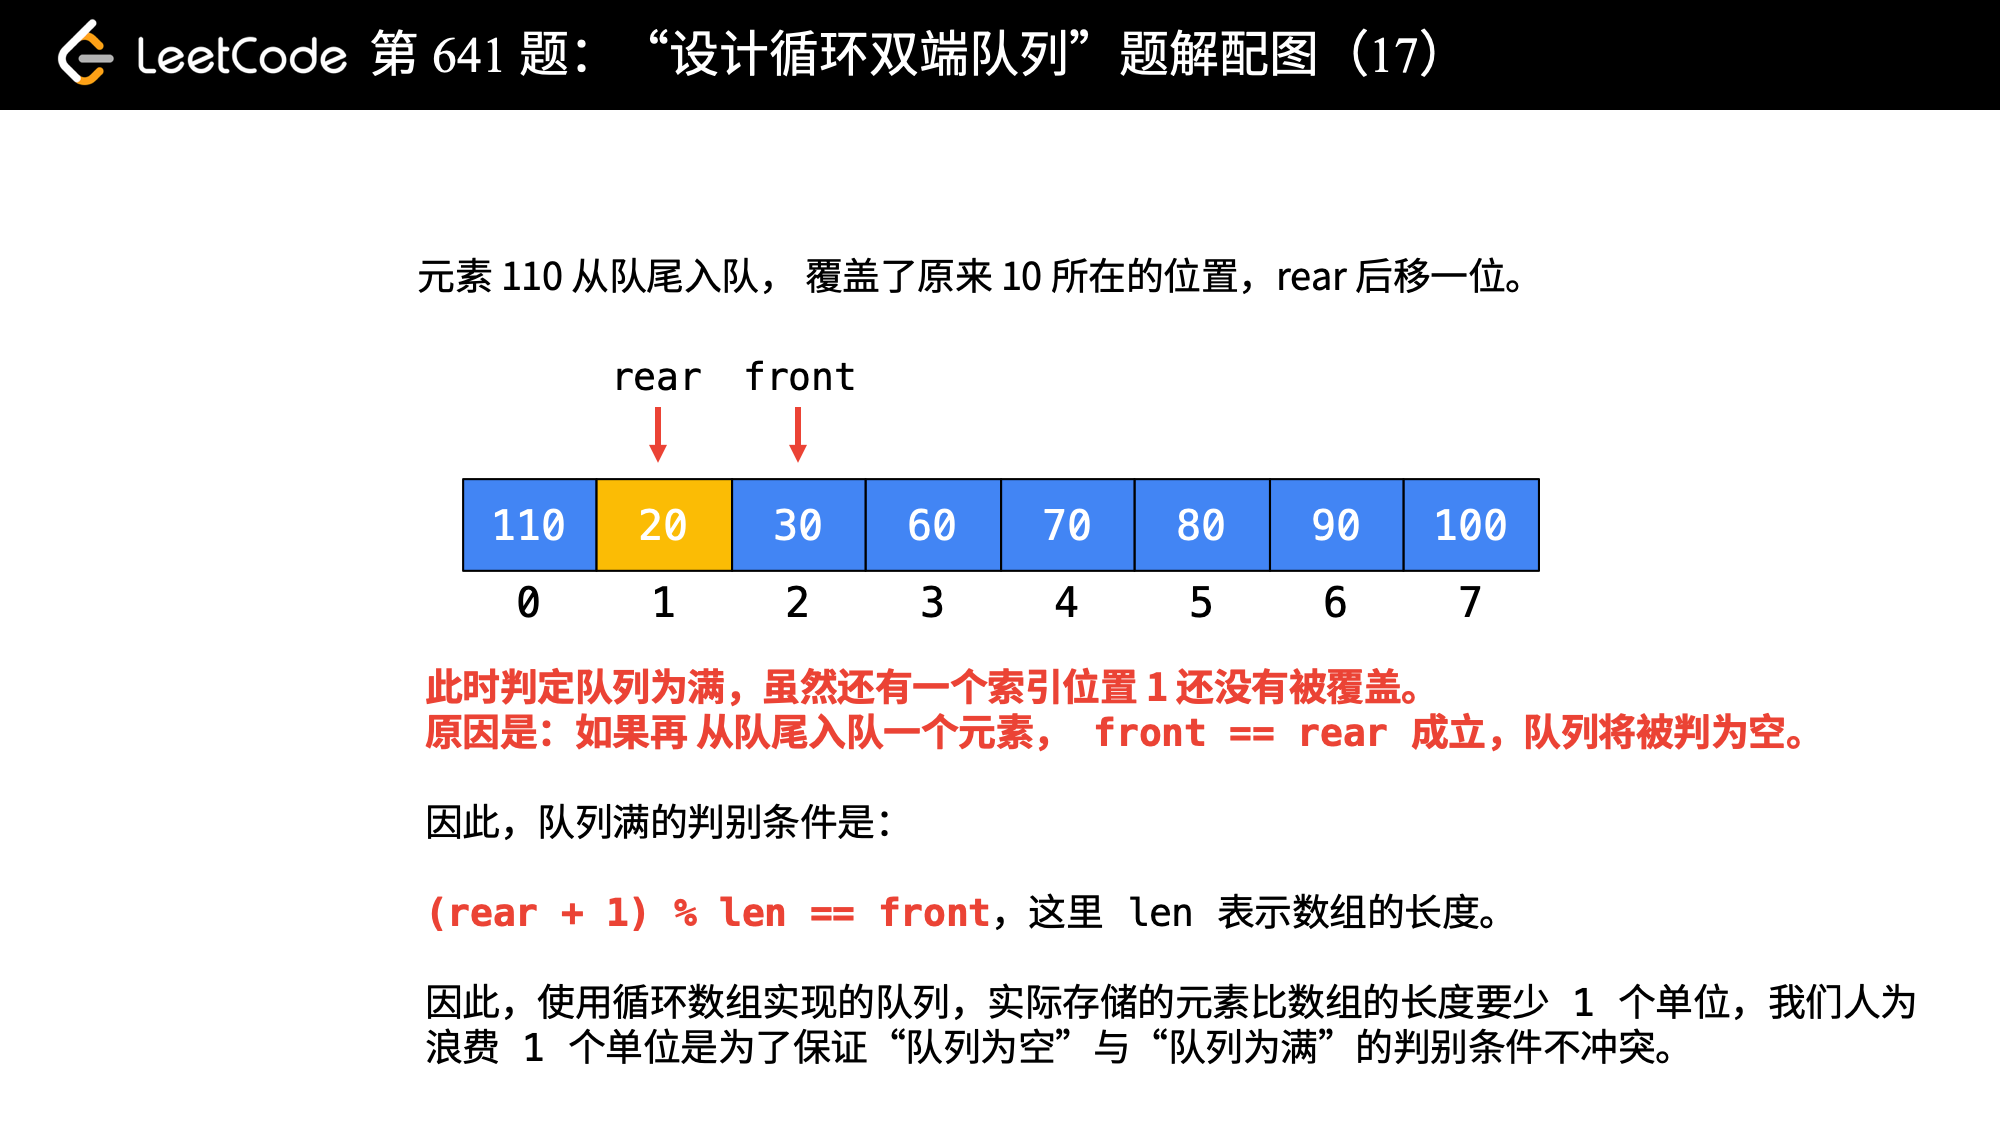 LeetCode 第 641 题：“设计循环双端队列”题解配图（17）
元素 110 从队尾入队， 覆盖了原来 10 所在的位置，rear 后移一位。
rear front
110 20 30 60 70 80 90 100
0 1 2 3 4 5 6 7
此时判定队列为满，虽然还有一个索引位置 1 还没有被覆盖。
原因是：如果再 从队尾入队一个元素， front == rear 成立，队列将被判为空。
因此，队列满的判别条件是：
(rear + 1) % len == front，这里 len 表示数组的长度。
因此，使用循环数组实现的队列，实际存储的元素比数组的长度要少 1 个单位，我们人为
浪费 1 个单位是为了保证“队列为空”与“队列为满”的判别条件不冲突。